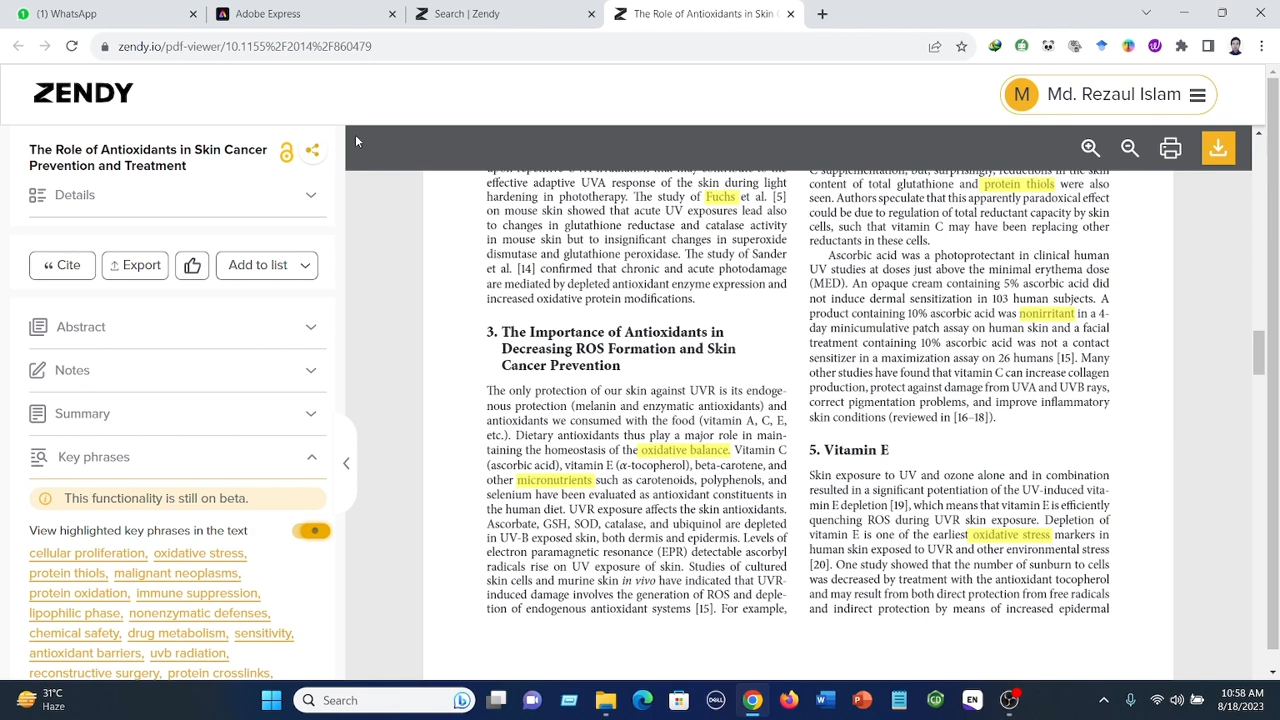 (1) WhatsApp
Adobe Express
Search | Zendy
The Role of Antioxidants in Skin C
zendy.io/pdf-viewer/10.1155%2F2014%2F860479
ZENDY
M Md. Rezaul Islam
The Role of Antioxidants in Skin Cancer
Prevention and Treatment
Details
“ Cite
Export
Add to list
Abstract
Notes
Summary
Key phrases
This functionality is still on beta.
View highlighted key phrases in the text
cellular proliferation, oxidative stress,
protein thiols, malignant neoplasms,
protein oxidation, immune suppression,
lipophilic phase, nonenzymatic defenses,
chemical safety, drug metabolism, sensitivity,
antioxidant barriers, uvb radiation,
reconstructive surgery, protein crosslinks,
effective adaptive UVA response of the skin during light
hardening in phototherapy. The study of Fuchs et al. [5]
on mouse skin showed that acute UV exposures lead also
to changes in glutathione reductase and catalase activity
in mouse skin but to insignificant changes in superoxide
dismutase and glutathione peroxidase. The study of Sander
et al. [14] confirmed that chronic and acute photodamage
are mediated by depleted antioxidant enzyme expression and
increased oxidative protein modifications.
3. The Importance of Antioxidants in
Decreasing ROS Formation and Skin
Cancer Prevention
The only protection of our skin against UVR is its endoge-
nous protection (melanin and enzymatic antioxidants) and
antioxidants we consumed with the food (vitamin A, C, E,
etc.). Dietary antioxidants thus play a major role in main-
taining the homeostasis of the oxidative balance. Vitamin C
(ascorbic acid), vitamin E (α-tocopherol), beta-carotene, and
other micronutrients such as carotenoids, polyphenols, and
selenium have been evaluated as antioxidant constituents in
the human diet. UVR exposure affects the skin antioxidants.
Ascorbate, GSH, SOD, catalase, and ubiquinol are depleted
in UV-B exposed skin, both dermis and epidermis. Levels of
electron paramagnetic resonance (EPR) detectable ascorbyl
radicals rise on UV exposure of skin. Studies of cultured
skin cells and murine skin in vivo have indicated that UVR-
induced damage involves the generation of ROS and deple-
tion of endogenous antioxidant systems [15]. For example,
C supplementation, but, surprisingly, reductions in the skin
content of total glutathione and protein thiols were also
seen. Authors speculate that this apparently paradoxical effect
could be due to regulation of total reductant capacity by skin
cells, such that vitamin C may have been replacing other
reductants in these cells.
Ascorbic acid was a photoprotectant in clinical human
UV studies at doses just above the minimal erythema dose
(MED). An opaque cream containing 5% ascorbic acid did
not induce dermal sensitization in 103 human subjects. A
product containing 10% ascorbic acid was nonirritant in a 4-
day minicumulative patch assay on human skin and a facial
treatment containing 10% ascorbic acid was not a contact
sensitizer in a maximization assay on 26 humans [15]. Many
other studies have found that vitamin C can increase collagen
production, protect against damage from UVA and UVB rays,
correct pigmentation problems, and improve inflammatory
skin conditions (reviewed in [16–18]).
5. Vitamin E
Skin exposure to UV and ozone alone and in combination
resulted in a significant potentiation of the UV-induced vita-
min E depletion [19], which means that vitamin E is efficiently
quenching ROS during UVR skin exposure. Depletion of
vitamin E is one of the earliest oxidative stress markers in
human skin exposed to UVR and other environmental stress
[20]. One study showed that the number of sunburn to cells
was decreased by treatment with the antioxidant tocopherol
and may result from both direct protection from free radicals
and indirect protection by means of increased epidermal
31°C
Haze
Search
DELL
EN
10:58 AM
8/18/2023